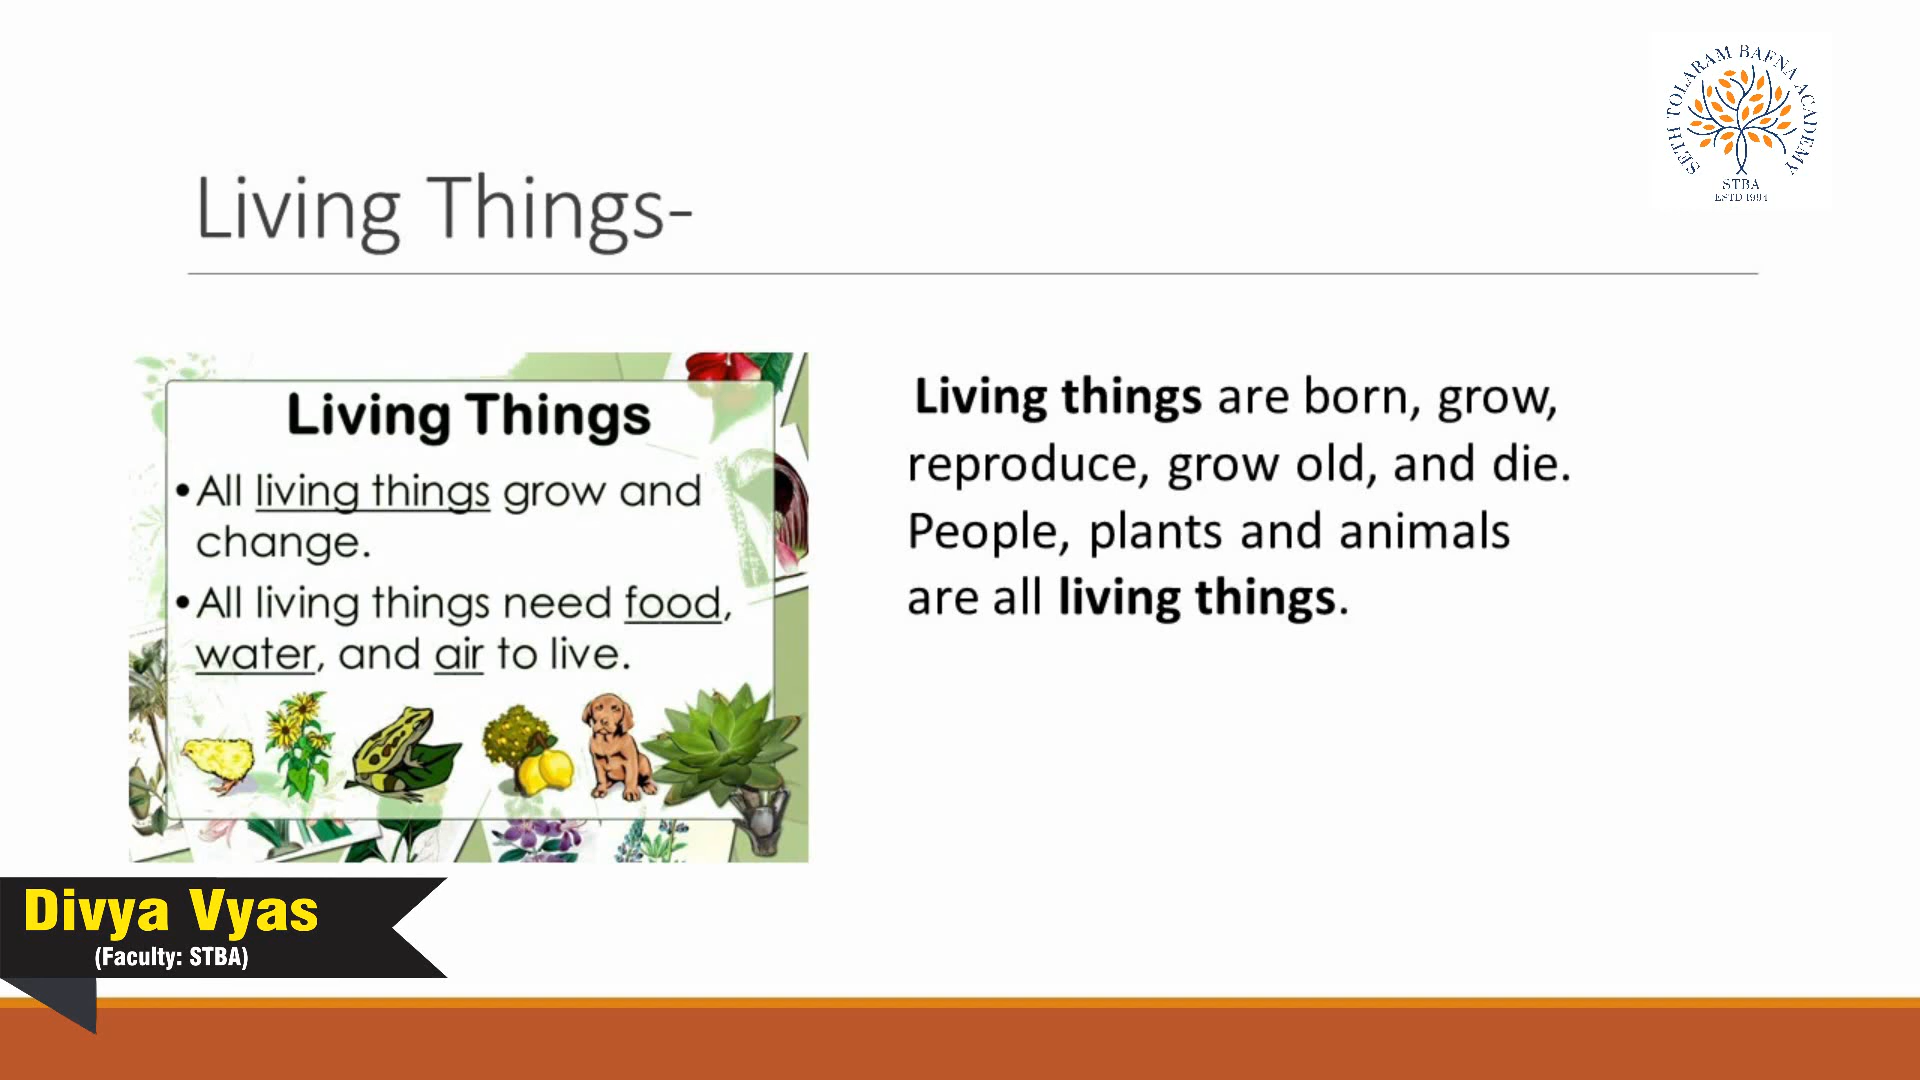 SETH TOLARAM BAFNA ACADEMY
STBA
ESTD 1994
Living Things-
Living Things
•All living things grow and
change.
•All living things need food,
water, and air to live.
Living things are born, grow,
reproduce, grow old, and die.
People, plants and animals
are all living things.
Divya Vyas
(Faculty: STBA)